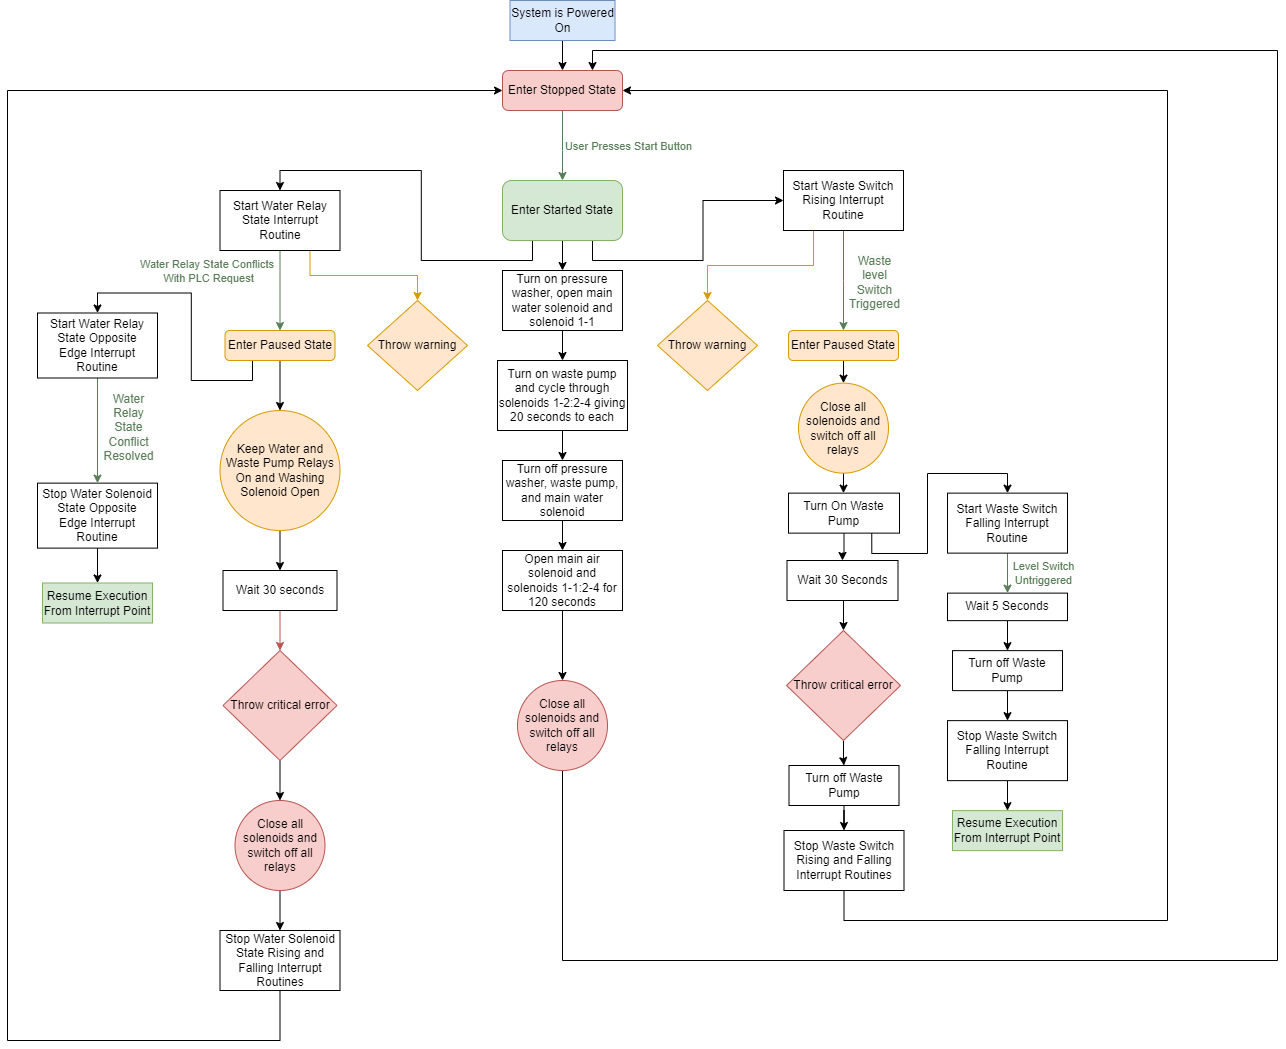 System is Powered
On
Enter Stopped State
User Presses Start Button
Enter Started State
Start Water Relay
State Interrupt
Routine
Water Relay State Conflicts
With PLC Request
Throw warning
Start Water Relay
State Opposite
Edge Interrupt
Routine
Enter Paused State
Water
Relay
State
Conflict
Resolved
Stop Water Solenoid
State Opposite
Edge Interrupt
Routine
Resume Execution
From Interrupt Point
Keep Water and
Waste Pump Relays
On and Washing
Solenoid Open
Wait 30 seconds
Throw critical error
Close all
solenoids and
switch off all
relays
Stop Water Solenoid
State Rising and
Falling Interrupt
Routines
Turn on pressure
washer, open main
water solenoid and
solenoid 1-1
Turn on waste pump
and cycle through
solenoids 1-2:2-4 giving
20 seconds to each
Turn off pressure
washer, waste pump,
and main water
solenoid
Open main air
solenoid and
solenoids 1-1:2-4 for
120 seconds
Close all
solenoids and
switch off all
relays
Start Waste Switch
Rising Interrupt
Routine
Waste
level
Switch
Triggered
Throw warning
Enter Paused State
Close all
solenoids and
switch off all
relays
Turn On Waste
Pump
Wait 30 Seconds
Throw critical error
Turn off Waste
Pump
Stop Waste Switch
Rising and Falling
Interrupt Routines
Start Waste Switch
Falling Interrupt
Routine
Level Switch
Untriggered
Wait 5 Seconds
Turn off Waste
Pump
Stop Waste Switch
Falling Interrupt
Routine
Resume Execution
From Interrupt Point